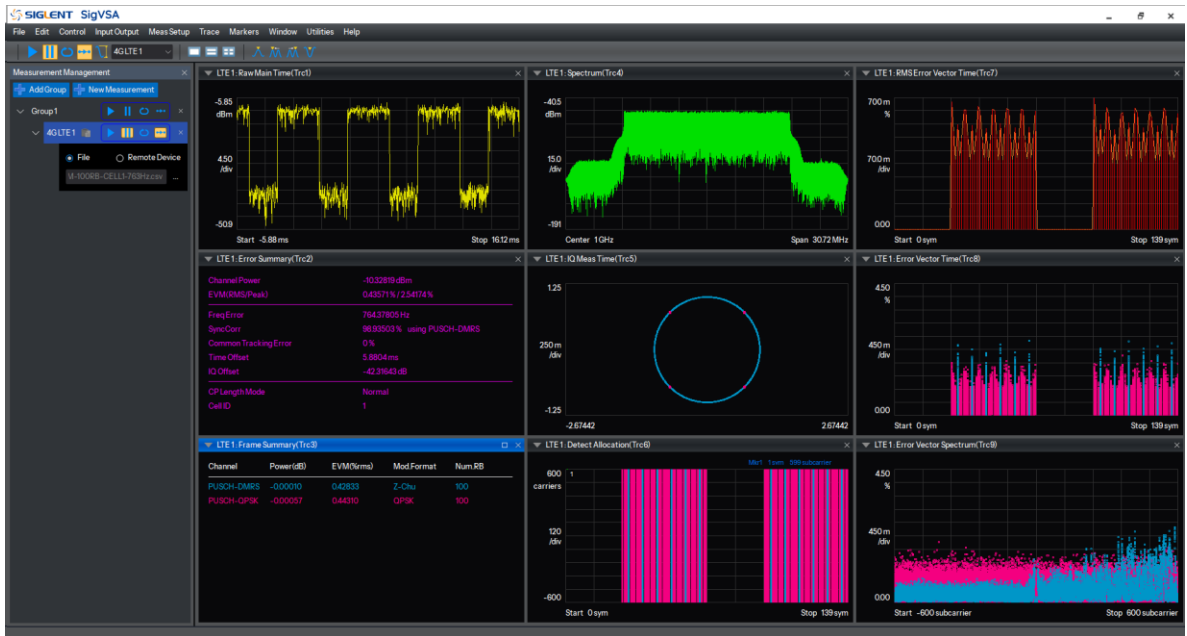 SIGLENT SigVSA
File Edit Control Input/Output Meas Setup Trace Markers Window Utilities Help
4G LTE 1
Measurement Management
Add Group New Measurement
Group1
4G LTE 1
File Remote Device
M-100RB-CELL1-763Hz.csv ...
LTE 1: Raw Main Time(Trc1)
-5.85
dBm
4.50
/div
-50.9
Start -5.88 ms Stop 16.12 ms
LTE 1: Spectrum(Trc4)
-40.5
dBm
15.0
/div
-191
Center 1 GHz Span 30.72 MHz
LTE 1: RMS Error Vector Time(Trc7)
700 m
%
70.0 m
/div
0.00
Start 0 sym Stop 139 sym
LTE 1: Error Summary(Trc2)
Channel Power -10.32819 dBm
EVM(RMS/Peak) 0.43571 % / 2.54174 %
Freq Error 764.37805 Hz
SyncCorr 98.99503 % using PUSCH-DMRS
Common Tracking Error 0 %
Time Offset 5.8804 ms
IQ Offset -42.31643 dB
CP Length Mode Normal
Cell ID 1
LTE 1: IQ Meas Time(Trc5)
1.25
250 m
/div
-1.25
-2.67442 2.67442
LTE 1: Error Vector Time(Trc8)
4.50
%
450 m
/div
0.00
Start 0 sym Stop 139 sym
LTE 1: Frame Summary(Trc3)
Channel Power(dB) EVM(%rms) Mod.Format Num.RB
PUSCH-DMRS -0.00010 0.42833 Z-Chu 100
PUSCH-QPSK -0.00057 0.44310 QPSK 100
LTE 1: Detect Allocation(Trc6)
Mkr1 1 sym 599 subcarrier
600
carriers
1
120
/div
-600
Start 0 sym Stop 139 sym
LTE 1: Error Vector Spectrum(Trc9)
4.50
%
450 m
/div
0.00
Start -600 subcarrier Stop 600 subcarrier